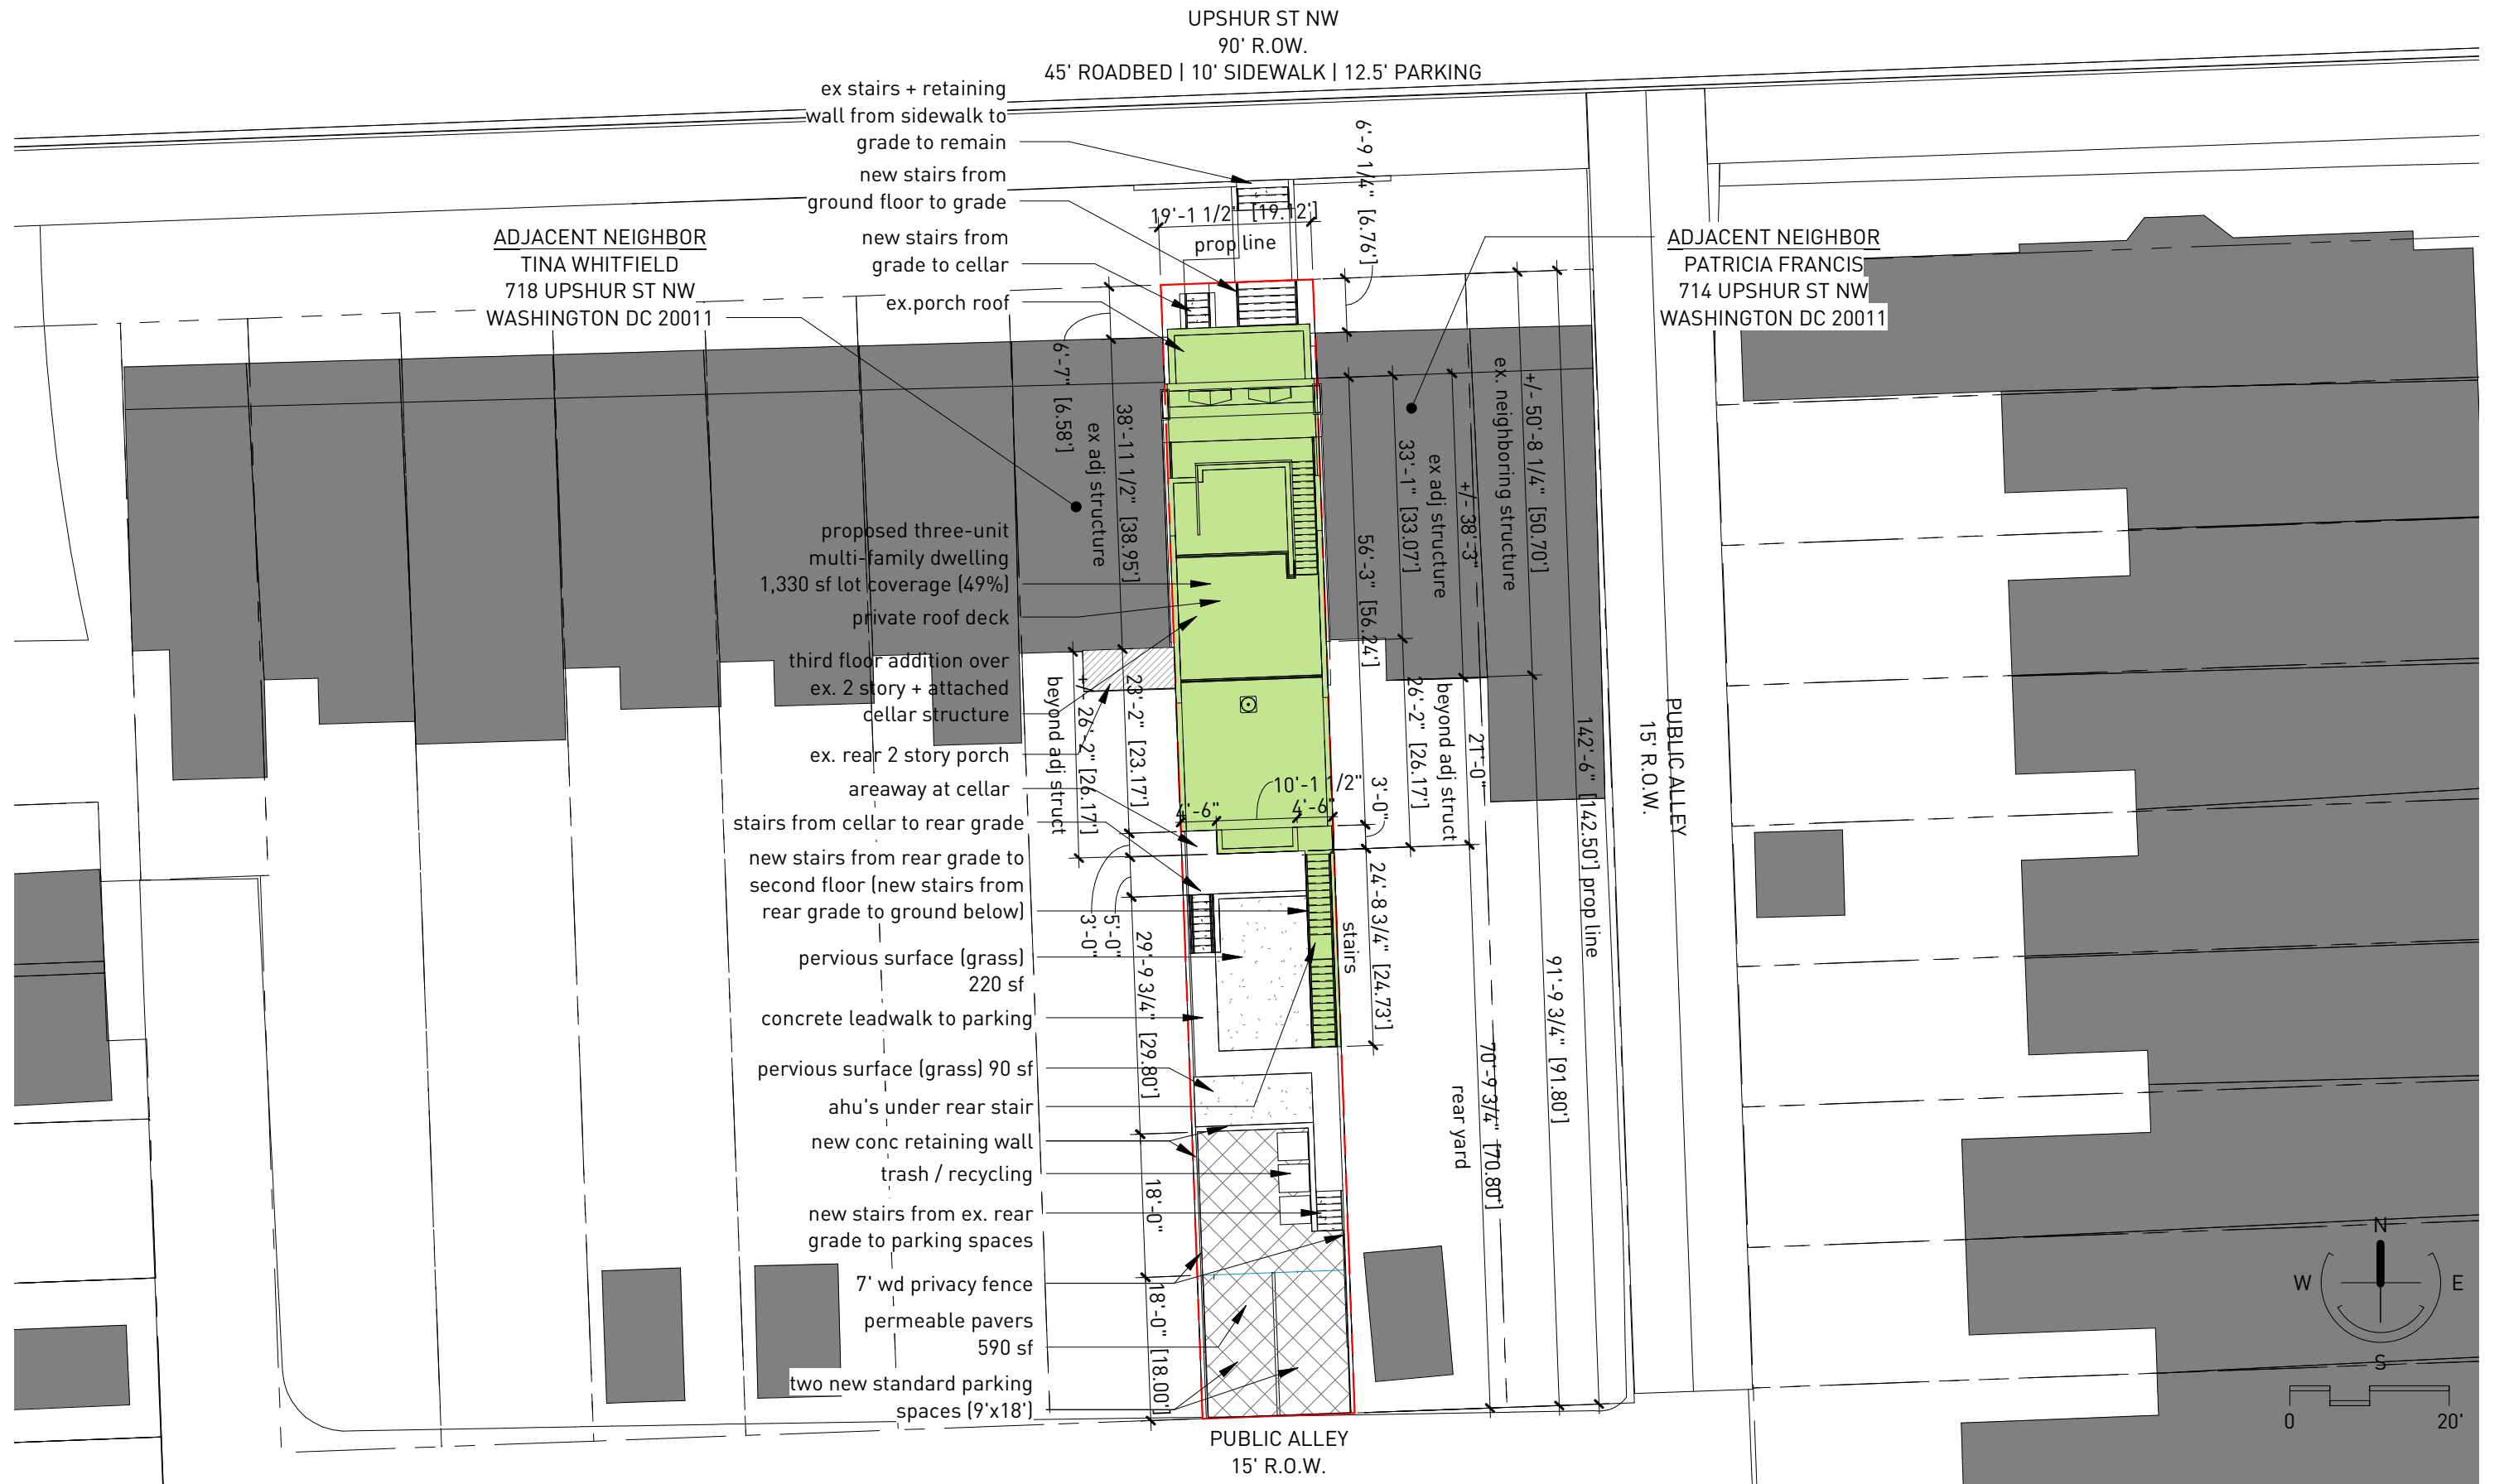 UPSHUR ST NW
90' R.OW.
45' ROADBED | 10' SIDEWALK | 12.5' PARKING
ex stairs + retaining
wall from sidewalk to
grade to remain
new stairs from
ground floor to grade
new stairs from
grade to cellar
ex.porch roof
ADJACENT NEIGHBOR
TINA WHITFIELD
718 UPSHUR ST NW
WASHINGTON DC 20011
ADJACENT NEIGHBOR
PATRICIA FRANCIS
714 UPSHUR ST NW
WASHINGTON DC 20011
19'-1 1/2" [19.12']
prop line
6'-9 1/4" [6.76']
6'-7" [6.58']
ex adj structure
38'-11 1/2" [38.95']
56'-3" [56.24']
33'-1" [33.07']
ex adj structure
+/- 38'-3"
ex. neighboring structure
+/- 50'-8 1/4" [50.70']
proposed three-unit
multi-family dwelling
1,330 sf lot coverage (49%)
private roof deck
third floor addition over
ex. 2 story + attached
cellar structure
ex. rear 2 story porch
areaway at cellar
stairs from cellar to rear grade
new stairs from rear grade to
second floor (new stairs from
rear grade to ground below)
pervious surface (grass)
220 sf
concrete leadwalk to parking
pervious surface (grass) 90 sf
ahu's under rear stair
new conc retaining wall
trash / recycling
new stairs from ex. rear
grade to parking spaces
7' wd privacy fence
permeable pavers
590 sf
two new standard parking
spaces (9'x18')
beyond adj struct
+/- 26'-2" [26.17']
23'-2" [23.17']
3'-0"
5'-0"
29'-9 3/4" [29.80']
18'-0"
18'-0" [18.00']
4'-6"
10'-1 1/2"
4'-6"
3'-0"
26'-2" [26.17']
beyond adj struct
21'-0"
stairs
24'-8 3/4" [24.73']
rear yard
70'-9 3/4" [70.80']
91'-9 3/4" [91.80']
142'-6" [142.50'] prop line
PUBLIC ALLEY
15' R.O.W.
PUBLIC ALLEY
15' R.O.W.
N
W
E
S
0
20'